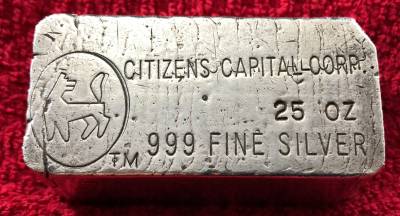 CITIZENS CAPITAL CORP.
25 OZ
TM 999 FINE SILVER